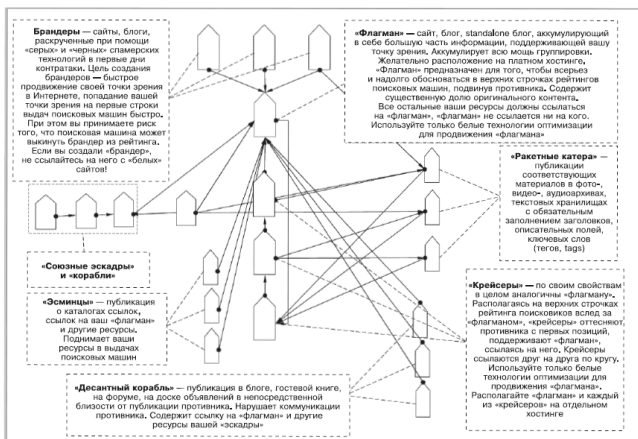 Брандеры — сайты, блоги,
раскрученные при помощи
«серых» и «черных» спамерских
технологий в первые дни
контратаки. Цель создания
брандеров — быстрое
продвижение своей точки зрения
в Интернете, попадание вашей
точки зрения на первые строки
выдач поисковых машин быстро.
При этом вы принимаете риск
того, что поисковая машина может
выкинуть брандер из рейтинга.
Если вы создали «брандер»,
не ссылайтесь на него с «белых»
сайтов!
«Флагман» — сайт, блог, standalone блог, аккумулирующий
в себе большую часть информации, поддерживающей вашу
точку зрения. Аккумулирует всю мощь группировки.
Желательно расположение на платном хостинге.
«Флагман» предназначен для того, чтобы всерьез
и надолго обосноваться в верхних строчках рейтингов
поисковых машин, подвинув противника. Содержит
существенную долю оригинального контента.
Все остальные ваши ресурсы должны ссылаться
на «флагман», «флагман» не ссылается ни на кого.
Используйте только белые технологии оптимизации
для продвижения «флагмана»
«Ракетные катера» —
публикации
соответствующих
материалов в фото-,
видео-, аудиоархивах,
текстовых хранилищах
с обязательным
заполнением заголовков,
описательных полей,
ключевых слов
(тегов, tags)
«Союзные эскадры»
и «корабли»
«Эсминцы» — публикация
о каталогах ссылок,
ссылок на ваш «флагман»
и другие ресурсы.
Поднимает ваши
ресурсы в выдачах
поисковых машин
«Крейсеры» — по своим свойствам
в целом аналогичны «флагману».
Располагаясь на верхних строчках
рейтинга поисковиков вслед за
«флагманом», «крейсеры» оттесняют
противника с первых позиций,
поддерживают «флагман»,
ссылаясь на него. Крейсеры
ссылаются друг на друга по кругу.
Используйте только белые
технологии оптимизации для
продвижения «флагмана».
Располагайте «флагман» и каждый
из «крейсеров» на отдельном
хостинге
«Десантный корабль» — публикация в блоге, гостевой книге,
на форуме, на доске объявлений в непосредственной
близости от публикации противника. Нарушает коммуникации
противника. Содержит ссылку на «флагман» и другие
ресурсы вашей «эскадры»